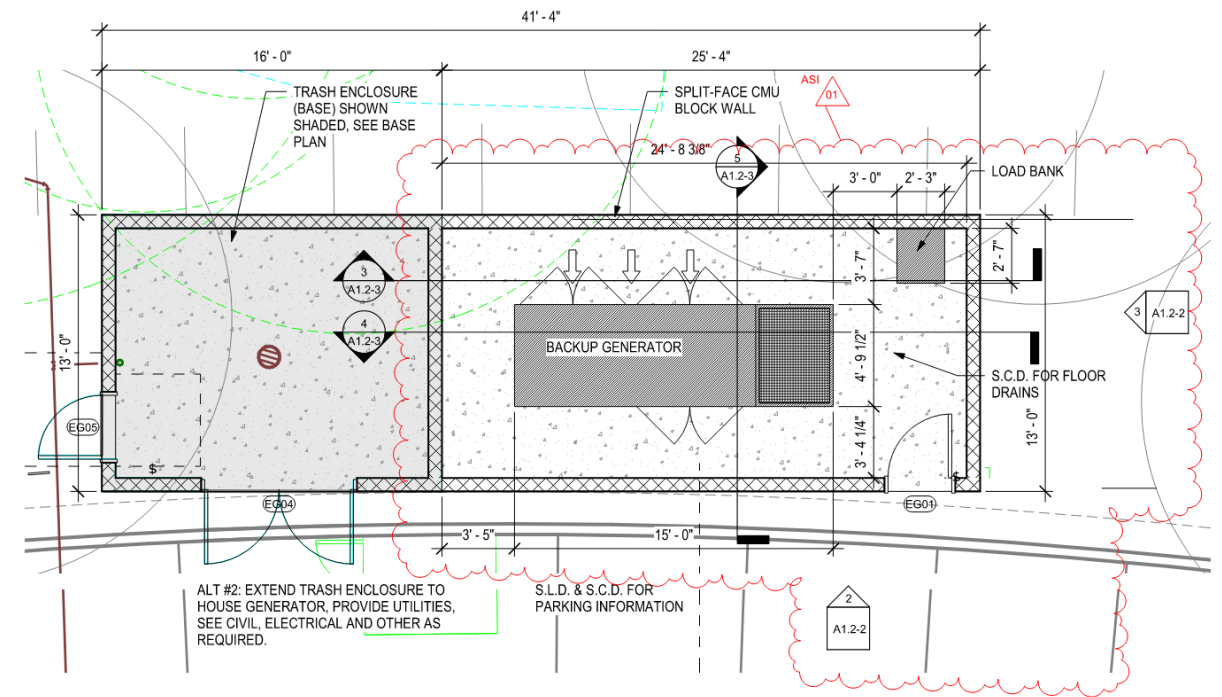 41' - 4"
16' - 0"
25' - 4"
ASI
01
TRASH ENCLOSURE
(BASE) SHOWN
SHADED, SEE BASE
PLAN
SPLIT-FACE CMU
BLOCK WALL
24' - 8 3/8"
5
A1.2-3
3' - 0"
2' - 3"
LOAD BANK
3
A1.2-3
3' - 7"
2' - 7"
3
A1.2-2
4
A1.2-3
13' - 0"
BACKUP GENERATOR
4' - 9 1/2"
S.C.D. FOR FLOOR
DRAINS
EG05
3' - 4 1/4"
13' - 0"
$
$
EG04
EG01
3' - 5"
15' - 0"
ALT #2: EXTEND TRASH ENCLOSURE TO
HOUSE GENERATOR, PROVIDE UTILITIES,
SEE CIVIL, ELECTRICAL AND OTHER AS
REQUIRED.
S.L.D. & S.C.D. FOR
PARKING INFORMATION
2
A1.2-2